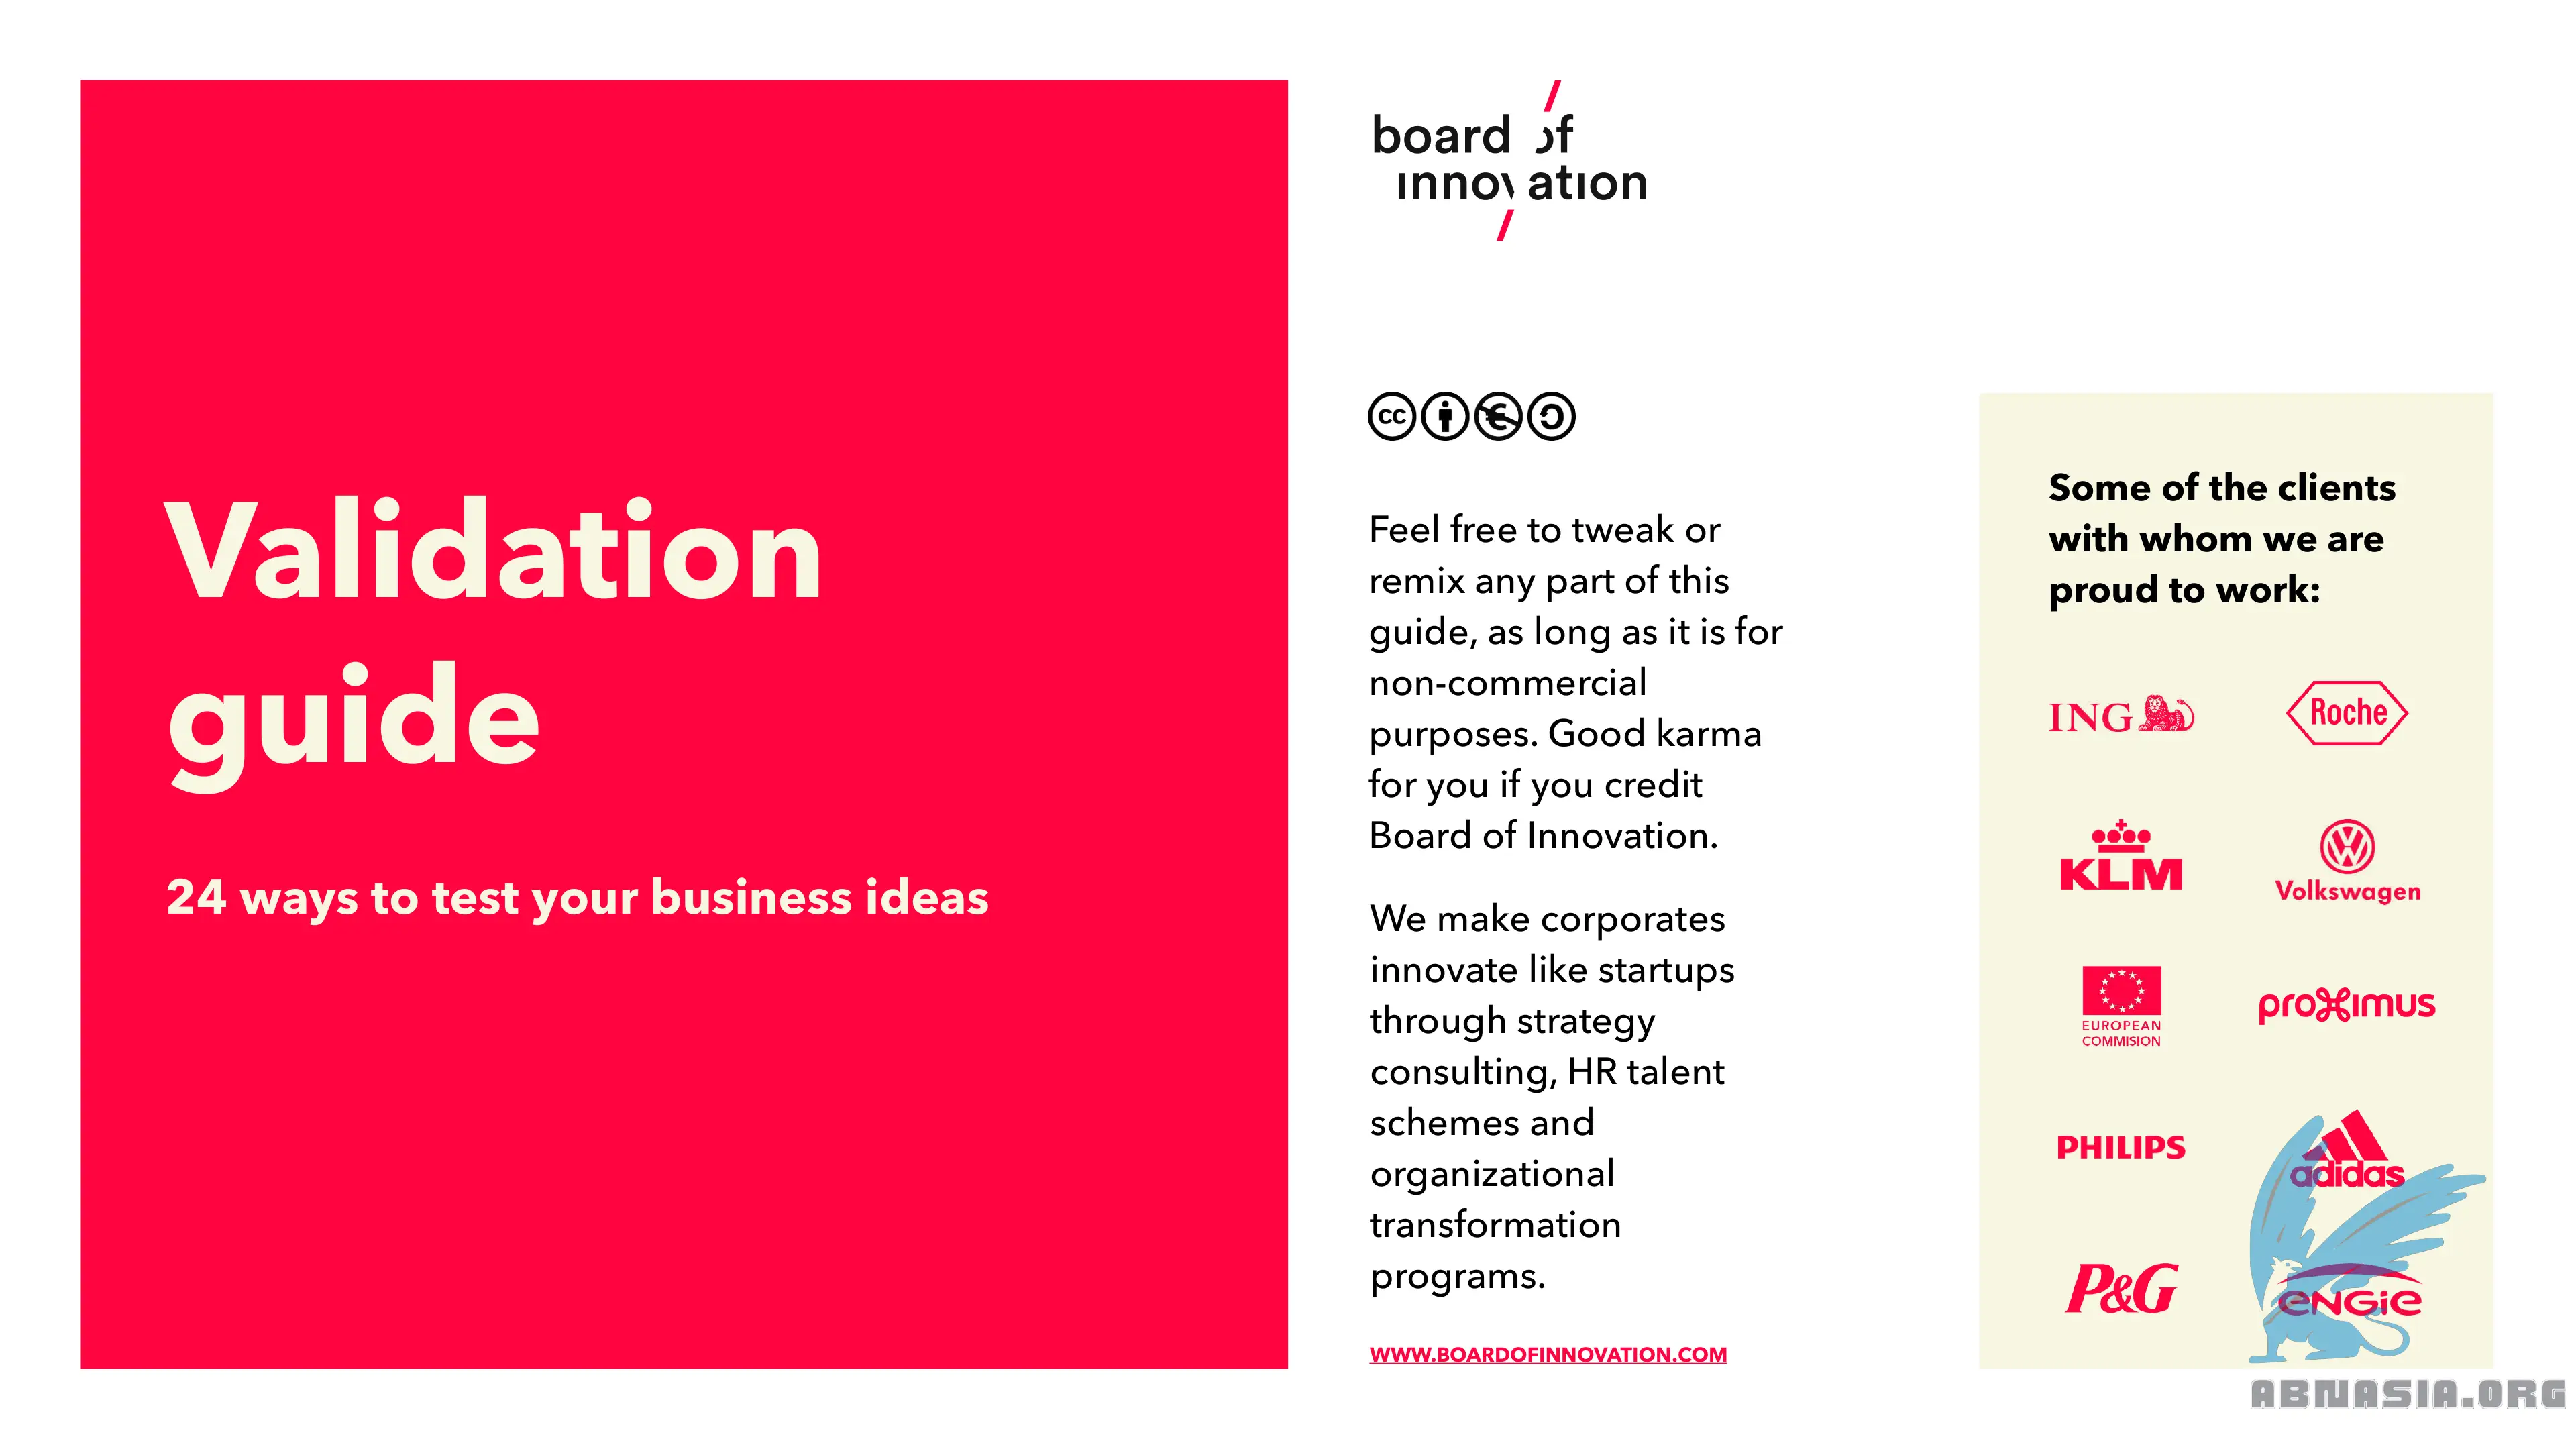 Validation
guide
24 ways to test your business ideas
board of
innovation
cc
Feel free to tweak or
remix any part of this
guide, as long as it is for
non-commercial
purposes. Good karma
for you if you credit
Board of Innovation.
We make corporates
innovate like startups
through strategy
consulting, HR talent
schemes and
organizational
transformation
programs.
WWW.BOARDOFINNOVATION.COM
Some of the clients
with whom we are
proud to work:
ING
Roche
KLM
Volkswagen
EUROPEAN
COMMISION
proximus
PHILIPS
adidas
P&G
ENGIE
ABNASIA.ORG